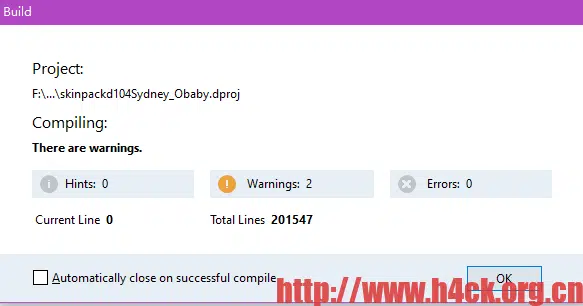 Build
Project:
F:\...\skinpackd104Sydney_Obaby.dproj
Compiling:
There are warnings.
Hints: 0 Warnings: 2 Errors: 0
Current Line 0 Total Lines 201547
Automatically close on successful compile
OK
http://www.h4ck.org.cn